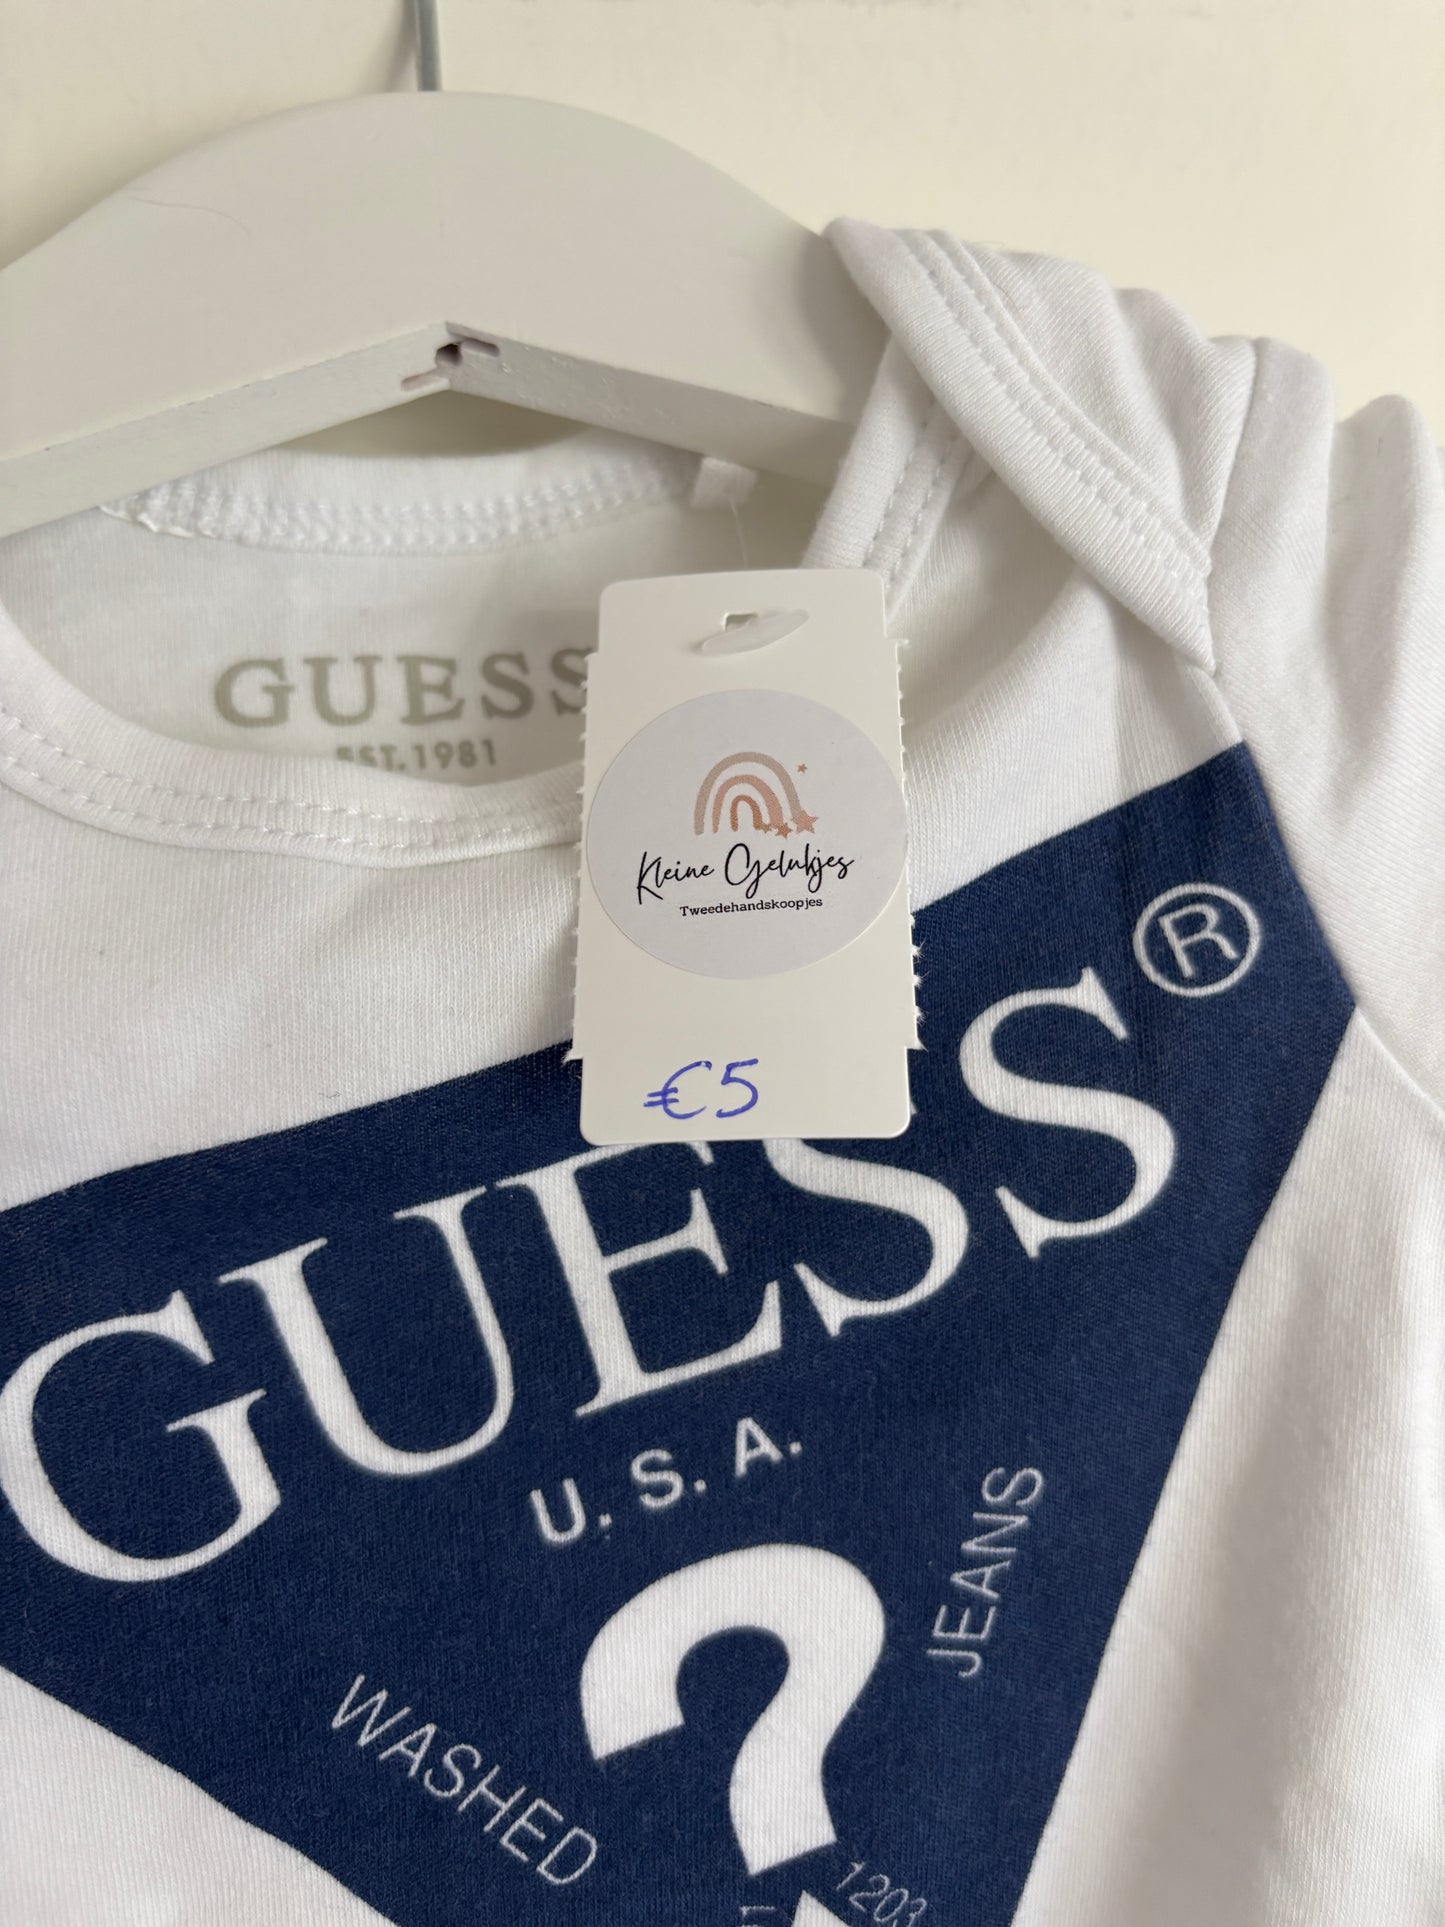 GUESS
EST. 1981
Kleine Gelukjes
Tweedehandskoopjes
€5
GUESS®
U.S.A.
?
WASHED
JEANS
1203